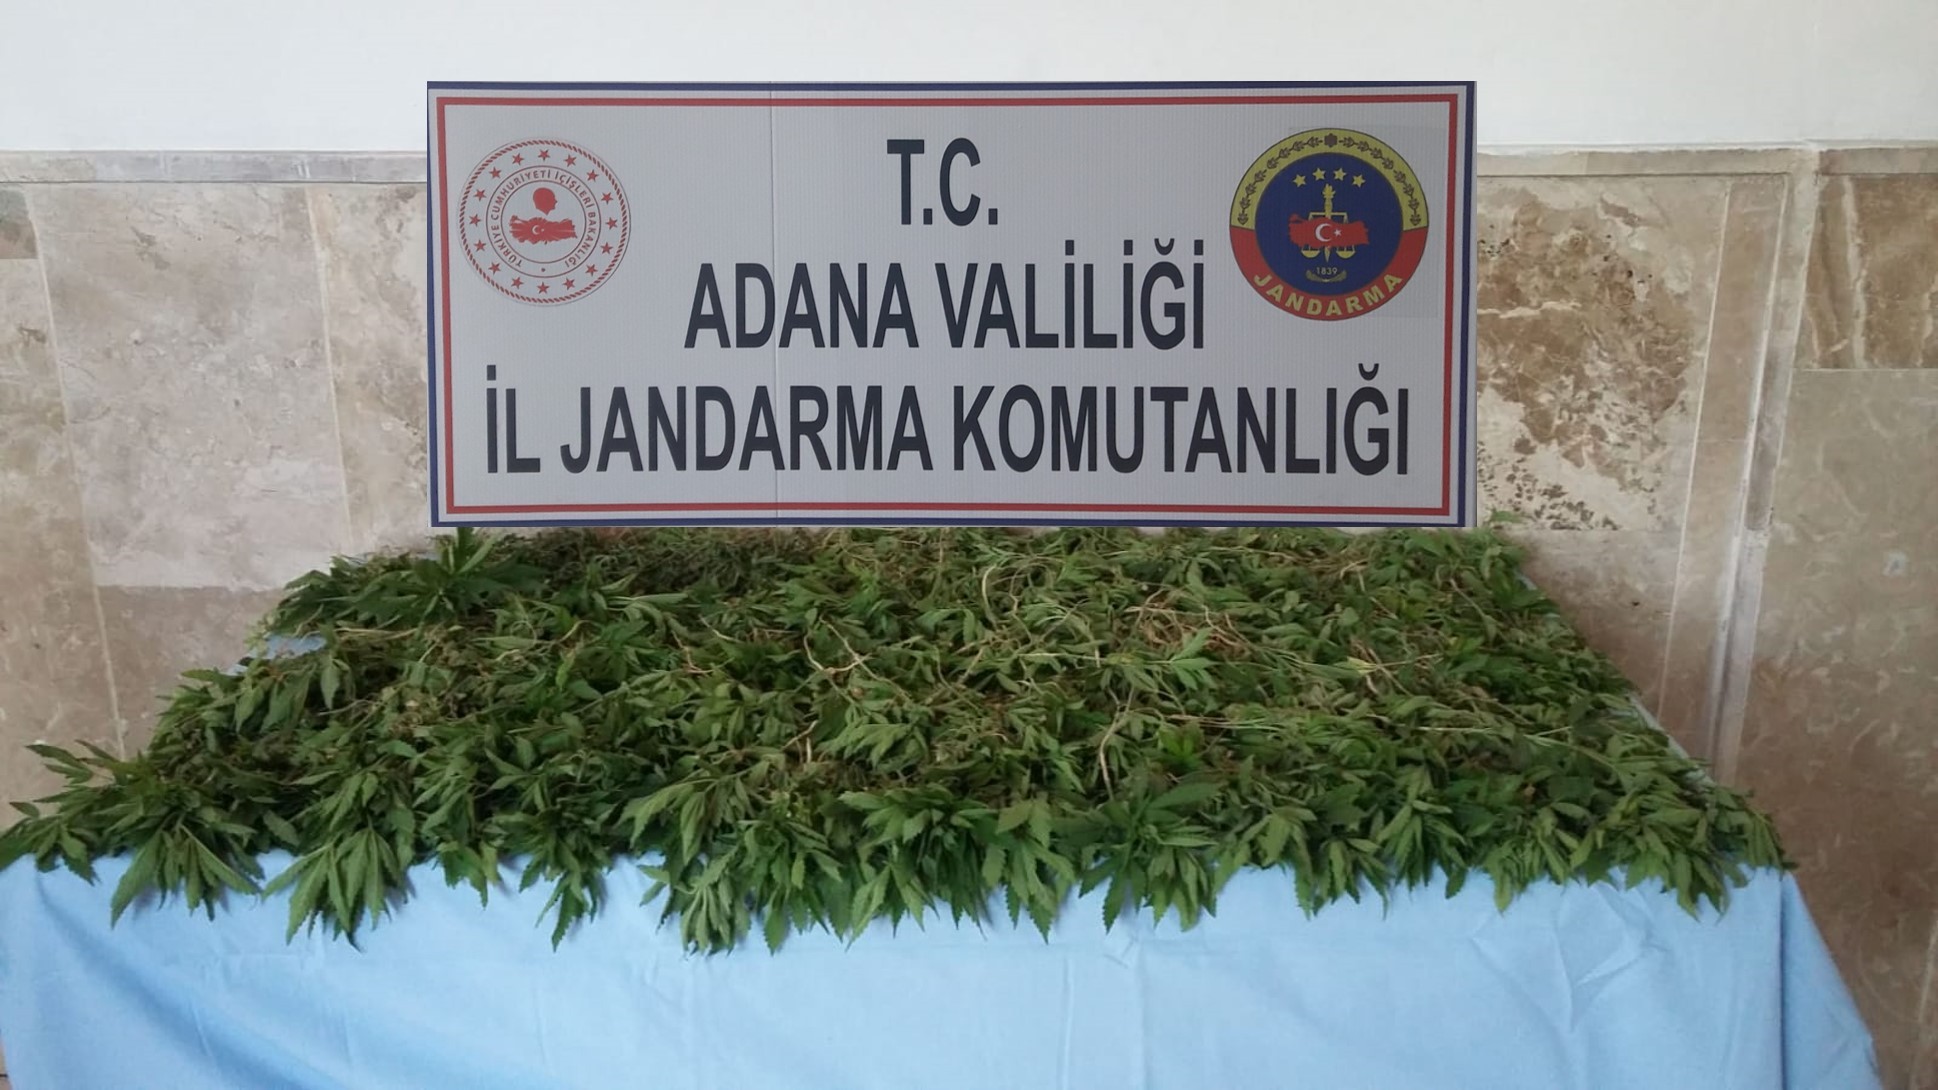 T.C.
ADANA VALİLİĞİ
İL JANDARMA KOMUTANLIĞI
TÜRKİYE CUMHURİYETİ İÇİŞLERİ BAKANLIĞI
1839
JANDARMA